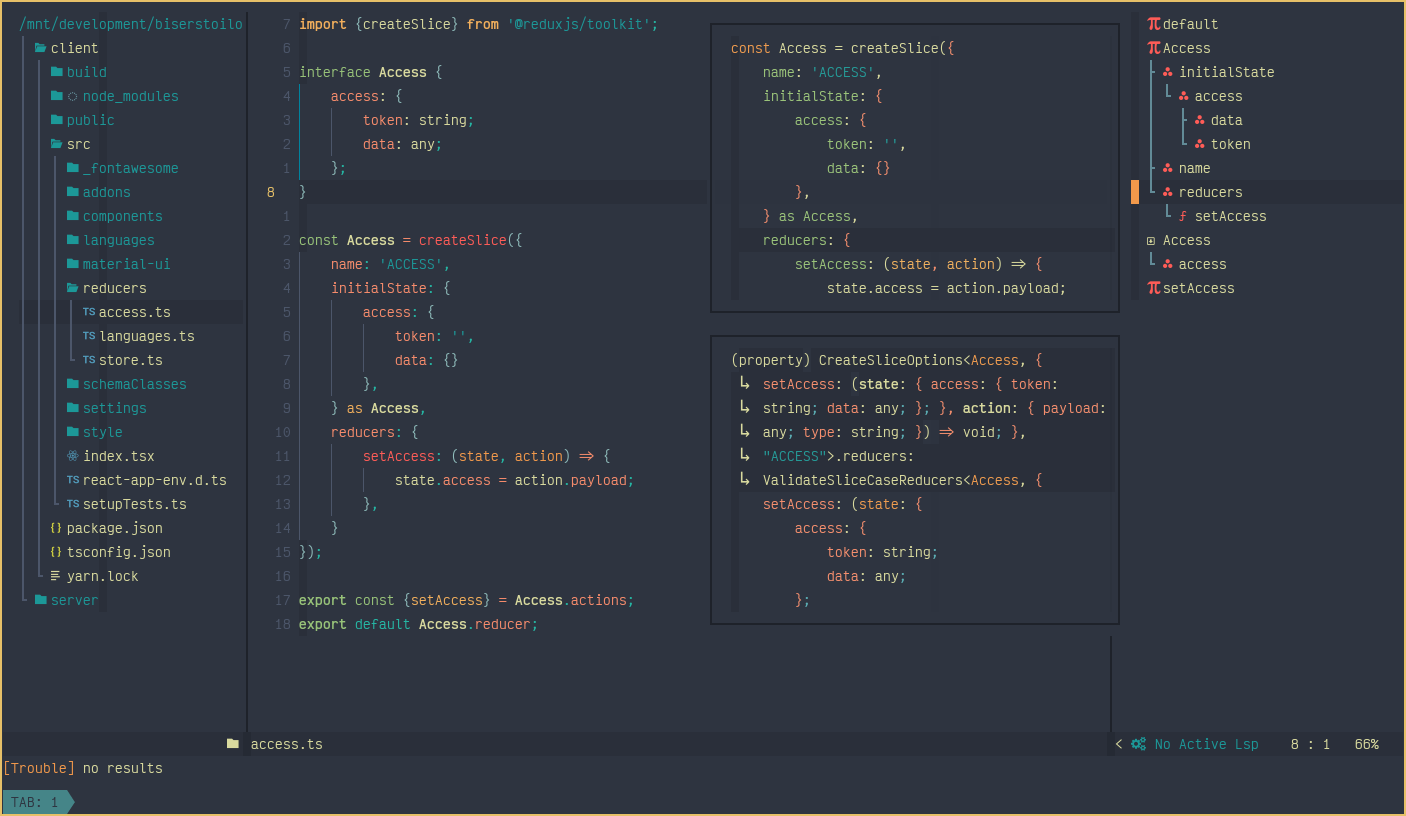 /mnt/development/biserstoilo
client
build
node_modules
public
src
_fontawesome
addons
components
languages
material-ui
reducers
TS access.ts
TS languages.ts
TS store.ts
schemaClasses
settings
style
index.tsx
TS react-app-env.d.ts
TS setupTests.ts
{} package.json
{} tsconfig.json
yarn.lock
server
7 import {createSlice} from '@reduxjs/toolkit';
6
5 interface Access {
4 access: {
3 token: string;
2 data: any;
1 };
8 }
1
2 const Access = createSlice({
3 name: 'ACCESS',
4 initialState: {
5 access: {
6 token: '',
7 data: {}
8 },
9 } as Access,
10 reducers: {
11 setAccess: (state, action) => {
12 state.access = action.payload;
13 },
14 }
15 });
16
17 export const {setAccess} = Access.actions;
18 export default Access.reducer;
const Access = createSlice({
name: 'ACCESS',
initialState: {
access: {
token: '',
data: {}
},
} as Access,
reducers: {
setAccess: (state, action) => {
state.access = action.payload;
(property) CreateSliceOptions<Access, {
↳ setAccess: (state: { access: { token:
↳ string; data: any; }; }, action: { payload:
↳ any; type: string; }) => void; },
↳ "ACCESS">.reducers:
↳ ValidateSliceCaseReducers<Access, {
setAccess: (state: {
access: {
token: string;
data: any;
};
default
Access
initialState
access
data
token
name
reducers
setAccess
Access
access
setAccess
access.ts
< No Active Lsp 8 : 1 66%
[Trouble] no results
TAB: 1